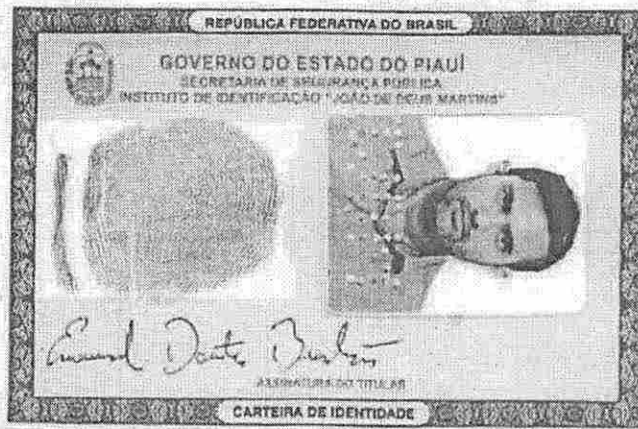 REPÚBLICA FEDERATIVA DO BRASIL
GOVERNO DO ESTADO DO PIAUÍ
SECRETARIA DE SEGURANÇA PÚBLICA
INSTITUTO DE IDENTIFICAÇÃO "JOÃO DE DEUS MARTINS"
ASSINATURA DO TITULAR
CARTEIRA DE IDENTIDADE